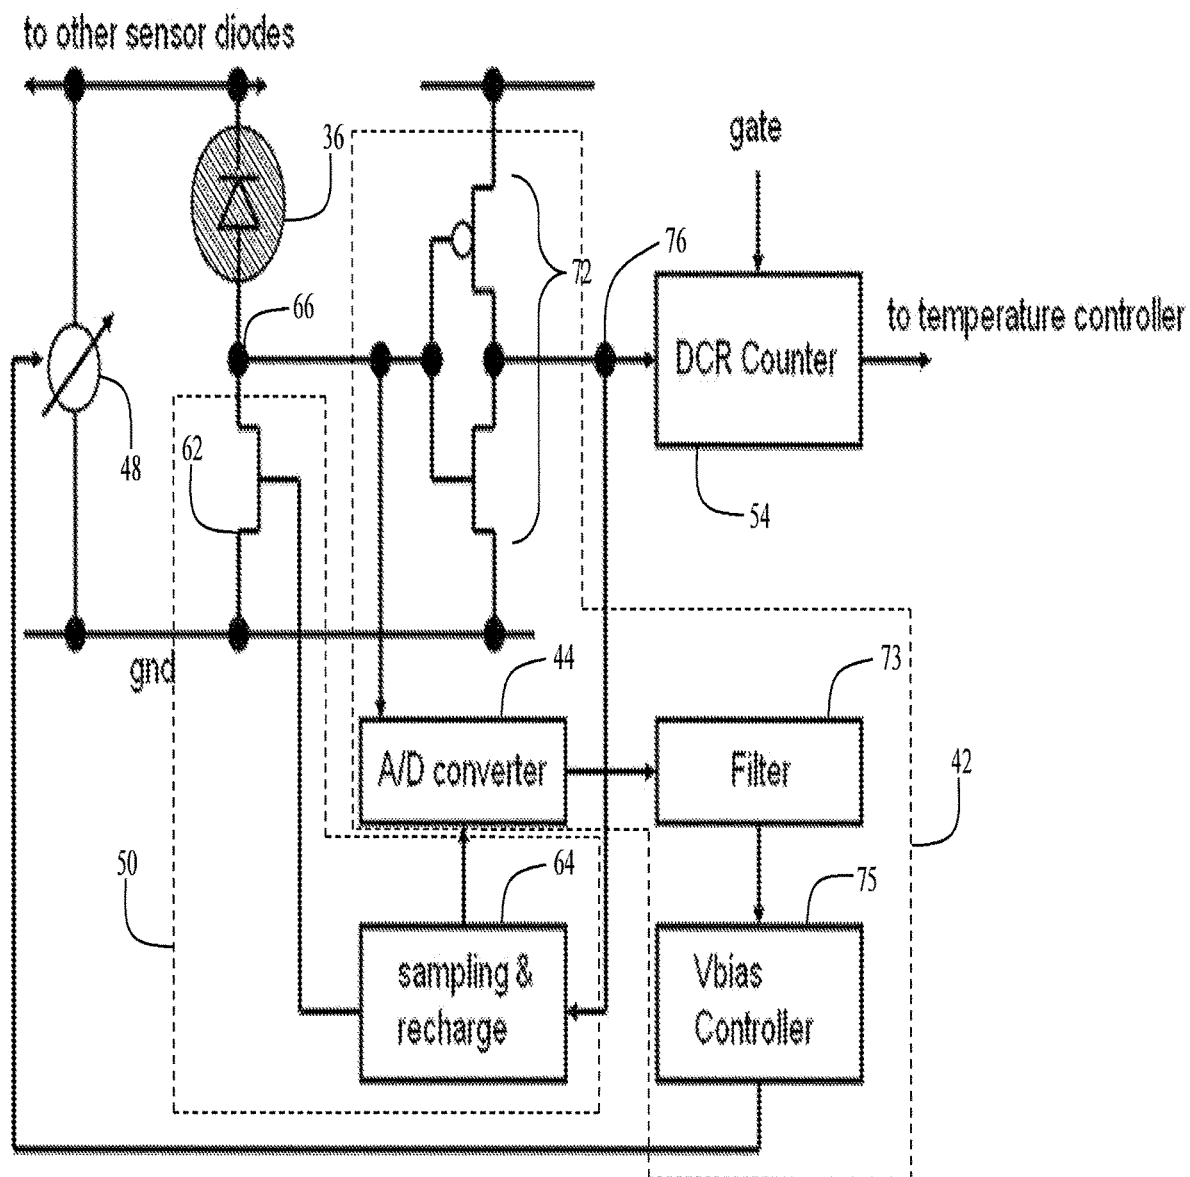 to other sensor diodes
36
gate
72
76
66
to temperature controller
DCR Counter
48
62
54
gnd
44
73
A/D converter
Filter
42
50
64
75
sampling &
recharge
Vbias
Controller